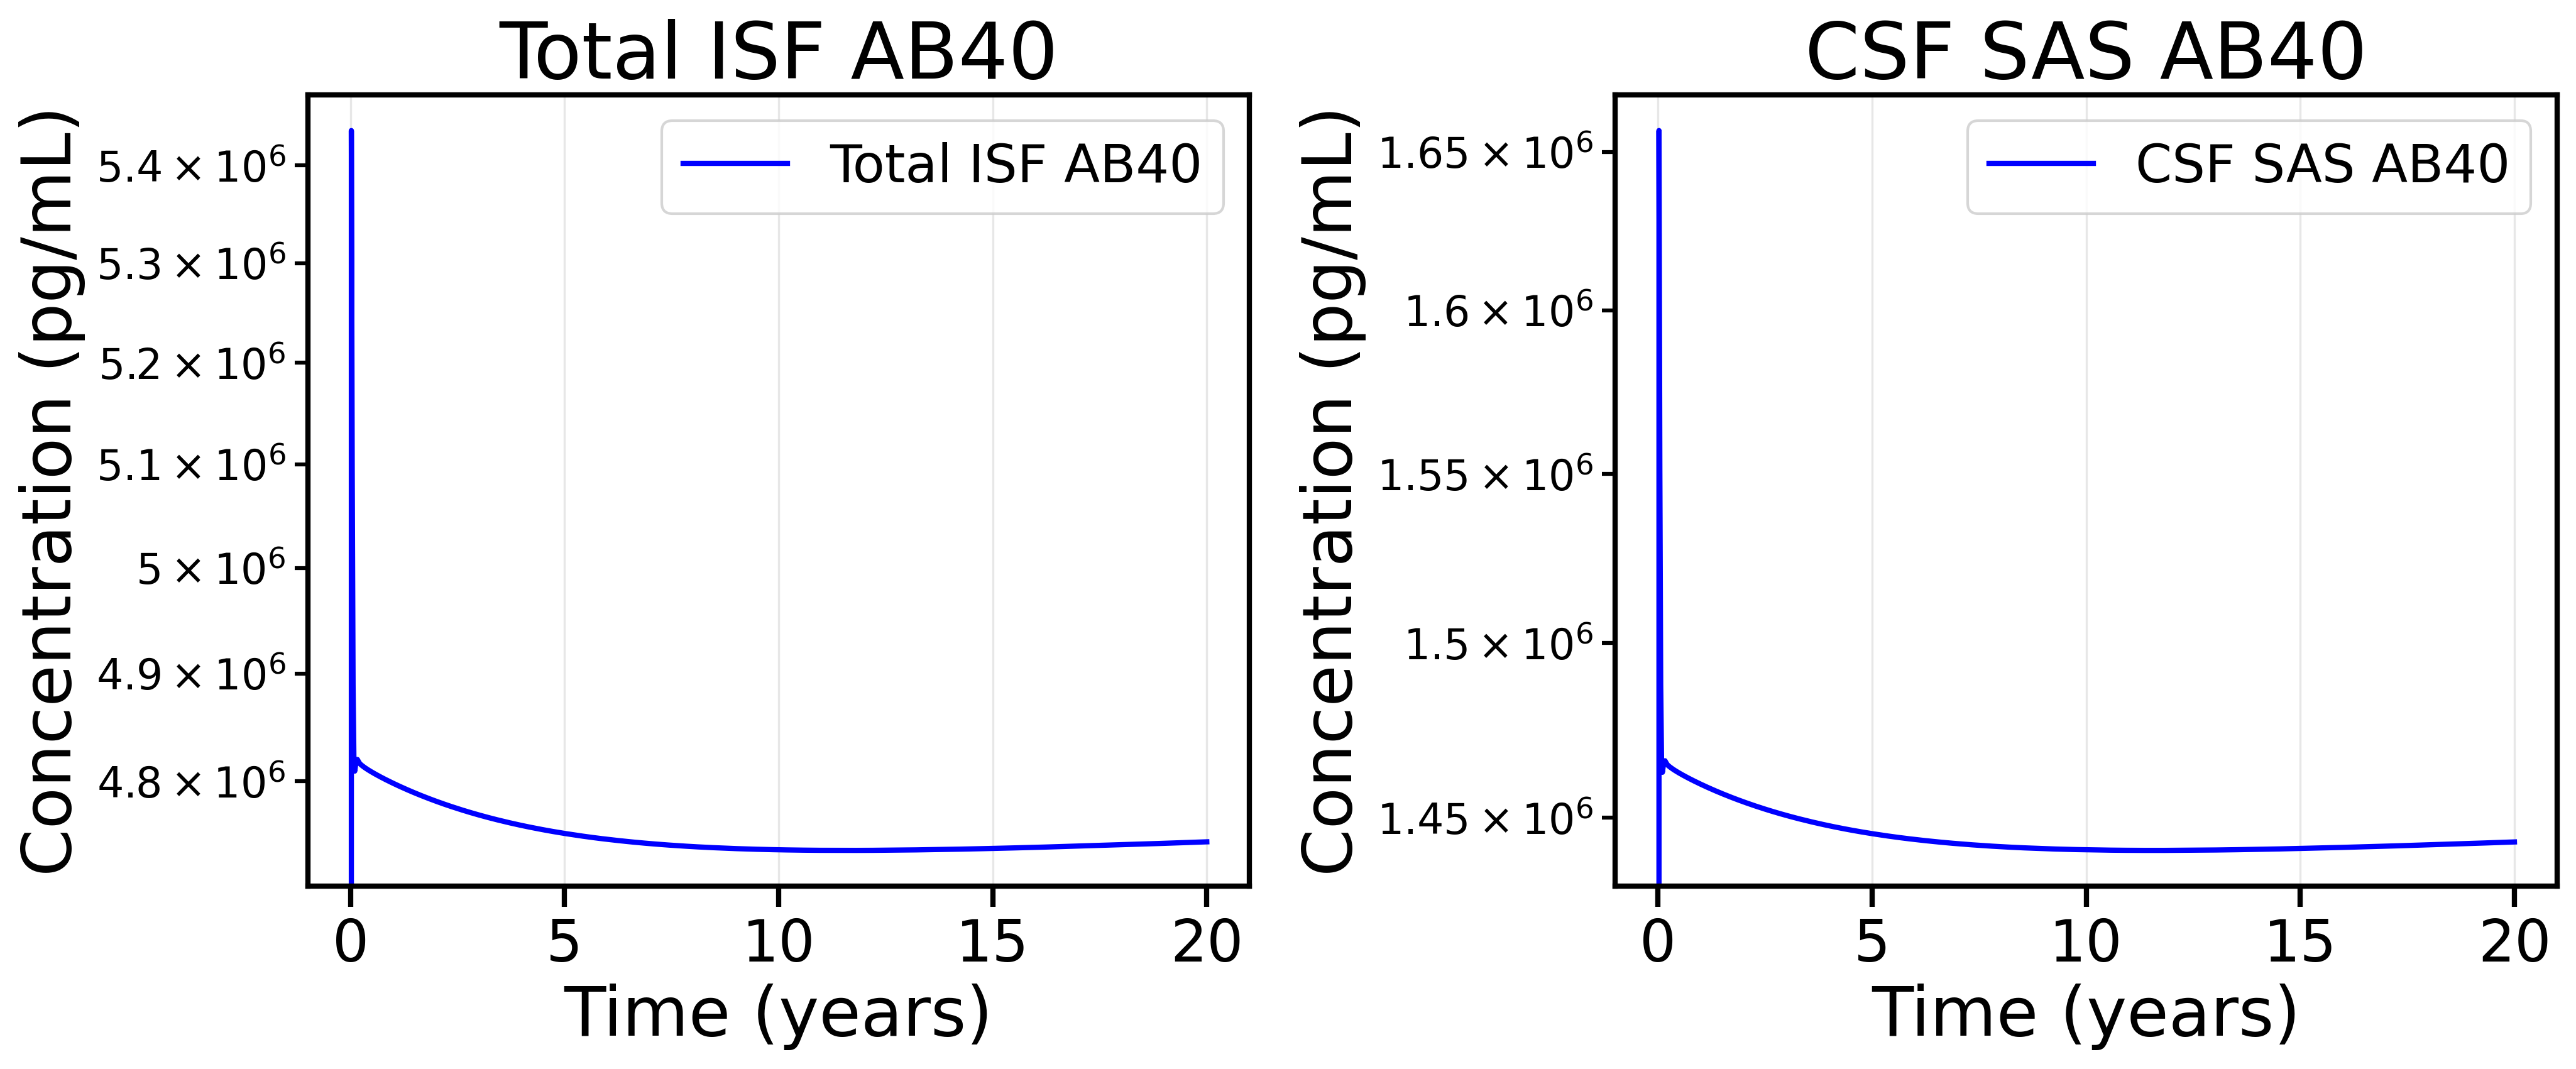 Total ISF AB40
Concentration (pg/mL)
5.4 × 10⁶
5.3 × 10⁶
5.2 × 10⁶
5.1 × 10⁶
5 × 10⁶
4.9 × 10⁶
4.8 × 10⁶
Total ISF AB40
0 5 10 15 20
Time (years)
CSF SAS AB40
Concentration (pg/mL)
1.65 × 10⁶
1.6 × 10⁶
1.55 × 10⁶
1.5 × 10⁶
1.45 × 10⁶
CSF SAS AB40
0 5 10 15 20
Time (years)